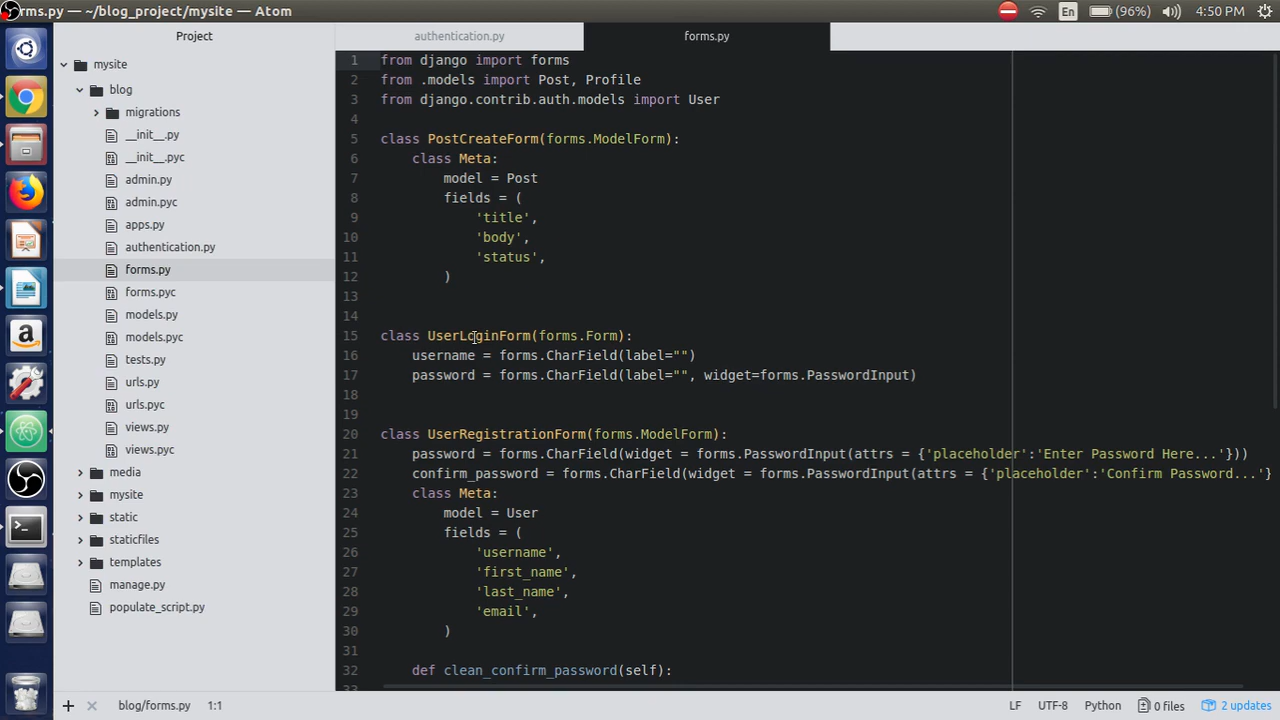 rms.py — ~/blog_project/mysite — Atom
En
(96%)
4:50 PM
Project
mysite
blog
migrations
__init__.py
__init__.pyc
admin.py
admin.pyc
apps.py
authentication.py
forms.py
forms.pyc
models.py
models.pyc
tests.py
urls.py
urls.pyc
views.py
views.pyc
media
mysite
static
staticfiles
templates
manage.py
populate_script.py
authentication.py
forms.py
1 from django import forms
2 from .models import Post, Profile
3 from django.contrib.auth.models import User
4
5 class PostCreateForm(forms.ModelForm):
6 class Meta:
7 model = Post
8 fields = (
9 'title',
10 'body',
11 'status',
12 )
13
14
15 class UserLoginForm(forms.Form):
16 username = forms.CharField(label="")
17 password = forms.CharField(label="", widget=forms.PasswordInput)
18
19
20 class UserRegistrationForm(forms.ModelForm):
21 password = forms.CharField(widget = forms.PasswordInput(attrs = {'placeholder':'Enter Password Here...'}))
22 confirm_password = forms.CharField(widget = forms.PasswordInput(attrs = {'placeholder':'Confirm Password...'}
23 class Meta:
24 model = User
25 fields = (
26 'username',
27 'first_name',
28 'last_name',
29 'email',
30 )
31
32 def clean_confirm_password(self):
33
blog/forms.py 1:1
LF UTF-8 Python 0 files 2 updates